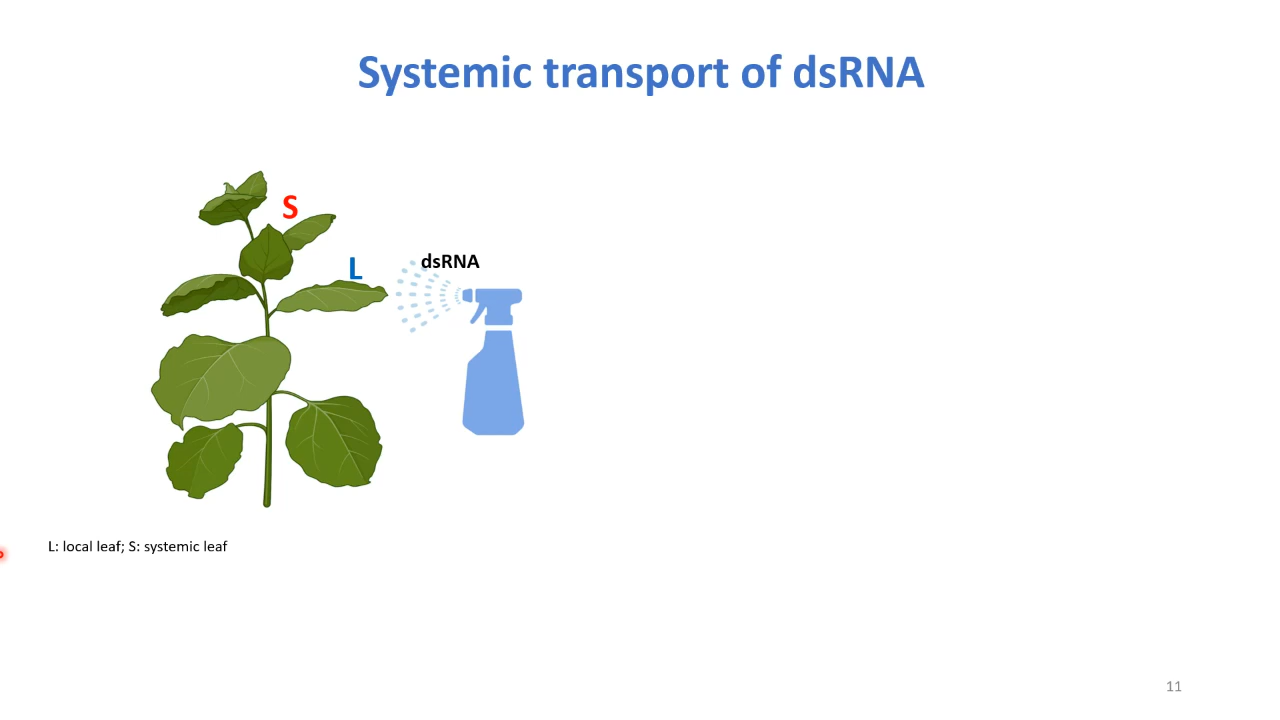 Systemic transport of dsRNA
S
L
dsRNA
L: local leaf; S: systemic leaf
11